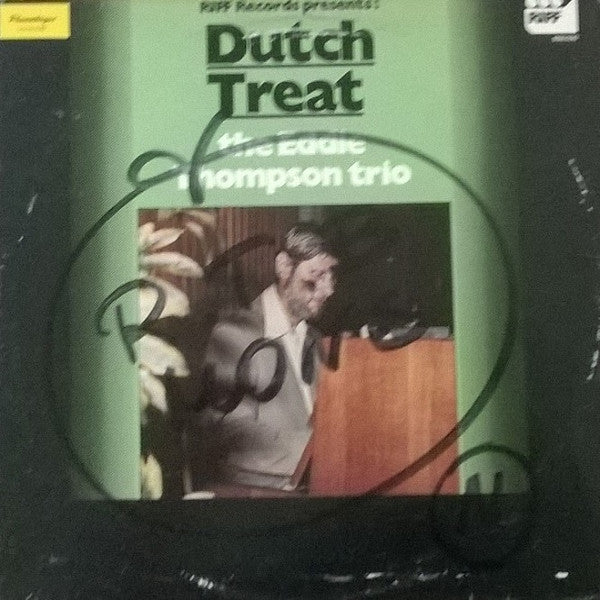 RIFF Records presents:
RIFF
Dutch
Treat
the Eddie
Thompson trio